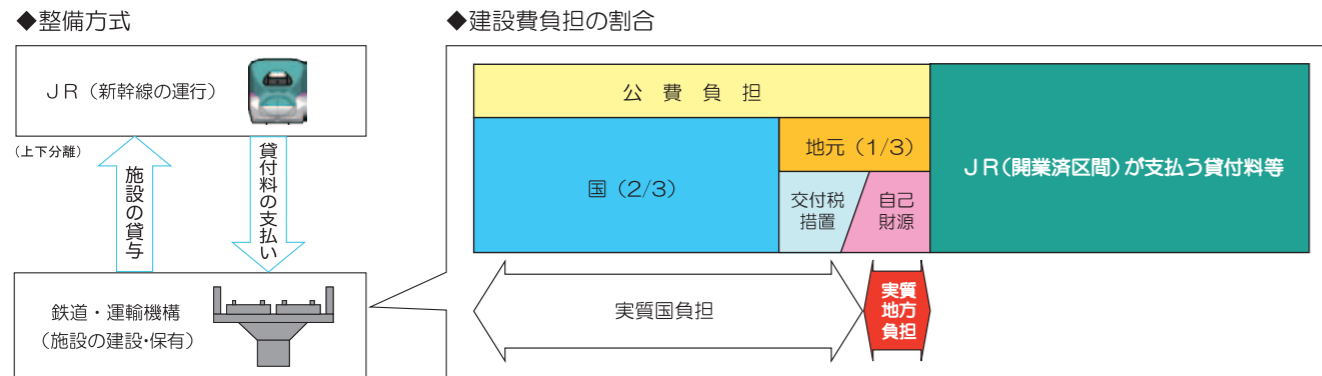 ◆整備方式
JR（新幹線の運行）
(上下分離)
施設の貸与
貸付料の支払い
鉄道・運輸機構
（施設の建設・保有）
◆建設費負担の割合
公費負担
国（2/3）
地元（1/3）
交付税
措置
自己
財源
JR（開業済区間）が支払う貸付料等
実質国負担
実質
地方
負担